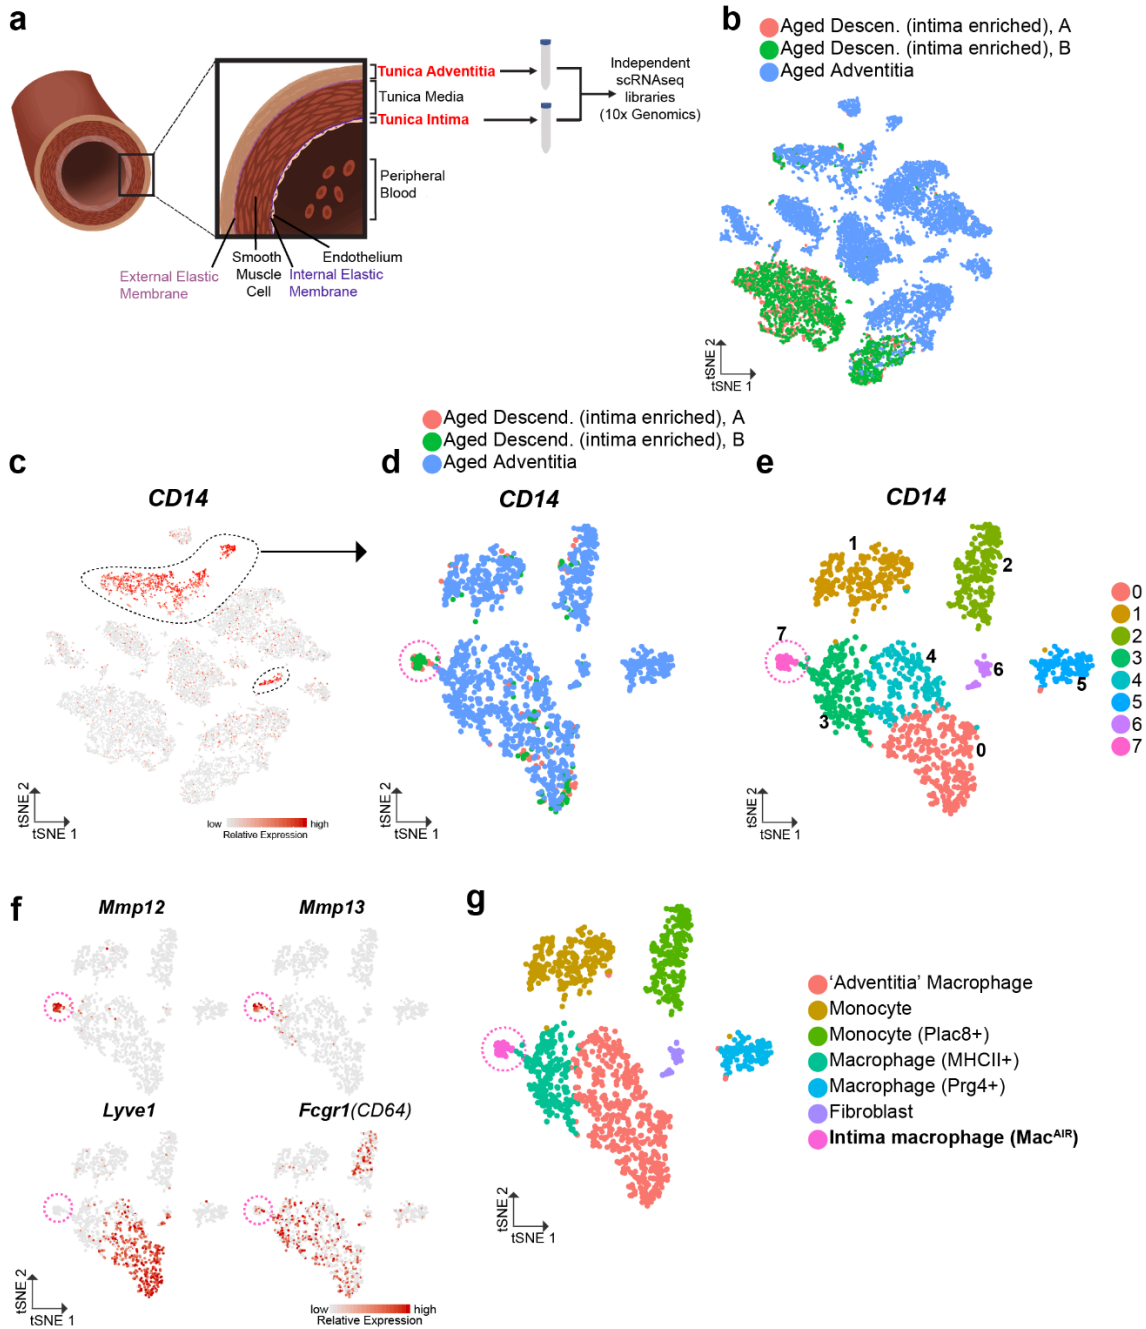 a
Tunica Adventitia
Tunica Media
Tunica Intima
Peripheral
Blood
Independent
scRNAseq
libraries
(10x Genomics)
Endothelium
Smooth
Muscle
Cell
External Elastic
Membrane
Internal Elastic
Membrane
b
Aged Descen. (intima enriched), A
Aged Descen. (intima enriched), B
Aged Adventitia
tSNE 2
tSNE 1
c
CD14
tSNE 2
tSNE 1
low
high
Relative Expression
Aged Descend. (intima enriched), A
Aged Descend. (intima enriched), B
Aged Adventitia
d
CD14
tSNE 2
tSNE 1
e
CD14
1
2
7
4
6
5
3
0
0
1
2
3
4
5
6
7
tSNE 2
tSNE 1
f
Mmp12
Mmp13
Lyve1
Fcgr1(CD64)
tSNE 2
tSNE 1
low
high
Relative Expression
g
'Adventitia' Macrophage
Monocyte
Monocyte (Plac8+)
Macrophage (MHCII+)
Macrophage (Prg4+)
Fibroblast
Intima macrophage (Mac^AIR)
tSNE 2
tSNE 1